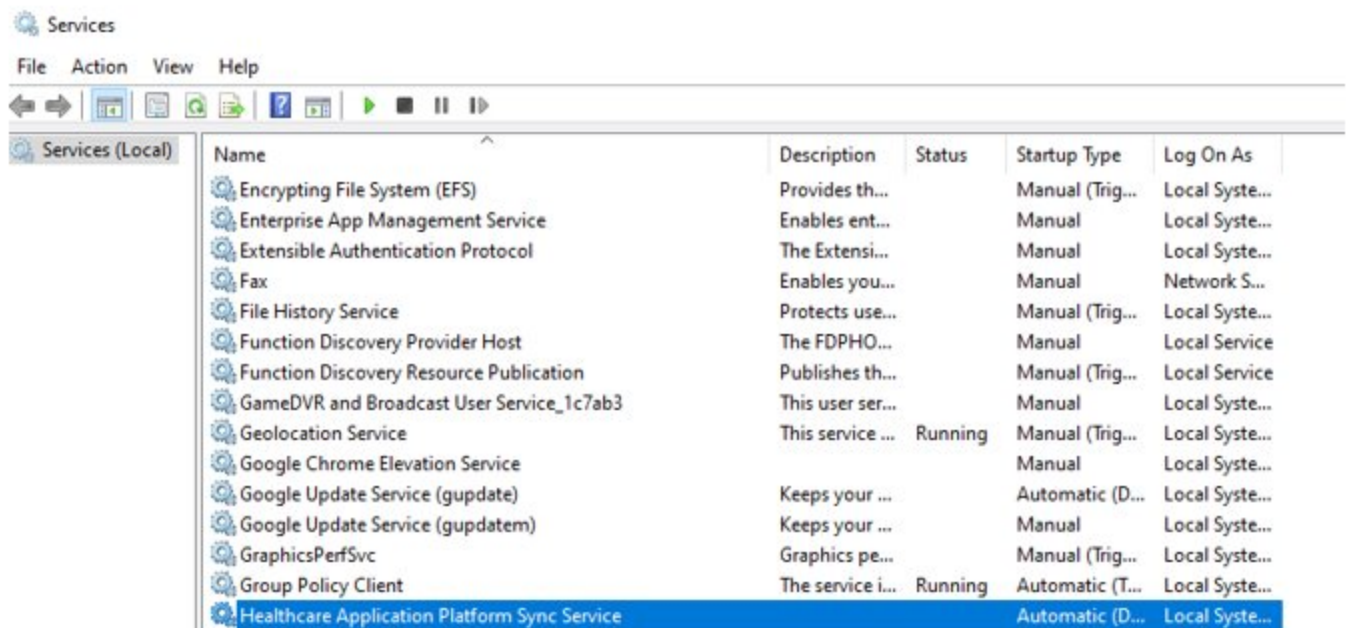 Services
File Action View Help
Services (Local)
Name Description Status Startup Type Log On As
Encrypting File System (EFS) Provides th... Manual (Trig... Local Syste...
Enterprise App Management Service Enables ent... Manual Local Syste...
Extensible Authentication Protocol The Extensi... Manual Local Syste...
Fax Enables you... Manual Network S...
File History Service Protects use... Manual (Trig... Local Syste...
Function Discovery Provider Host The FDPHO... Manual Local Service
Function Discovery Resource Publication Publishes th... Manual (Trig... Local Service
GameDVR and Broadcast User Service_1c7ab3 This user ser... Manual Local Syste...
Geolocation Service This service ... Running Manual (Trig... Local Syste...
Google Chrome Elevation Service Manual Local Syste...
Google Update Service (gupdate) Keeps your ... Automatic (D... Local Syste...
Google Update Service (gupdatem) Keeps your ... Manual Local Syste...
GraphicsPerfSvc Graphics pe... Manual (Trig... Local Syste...
Group Policy Client The service i... Running Automatic (T... Local Syste...
Healthcare Application Platform Sync Service Automatic (D... Local Syste...